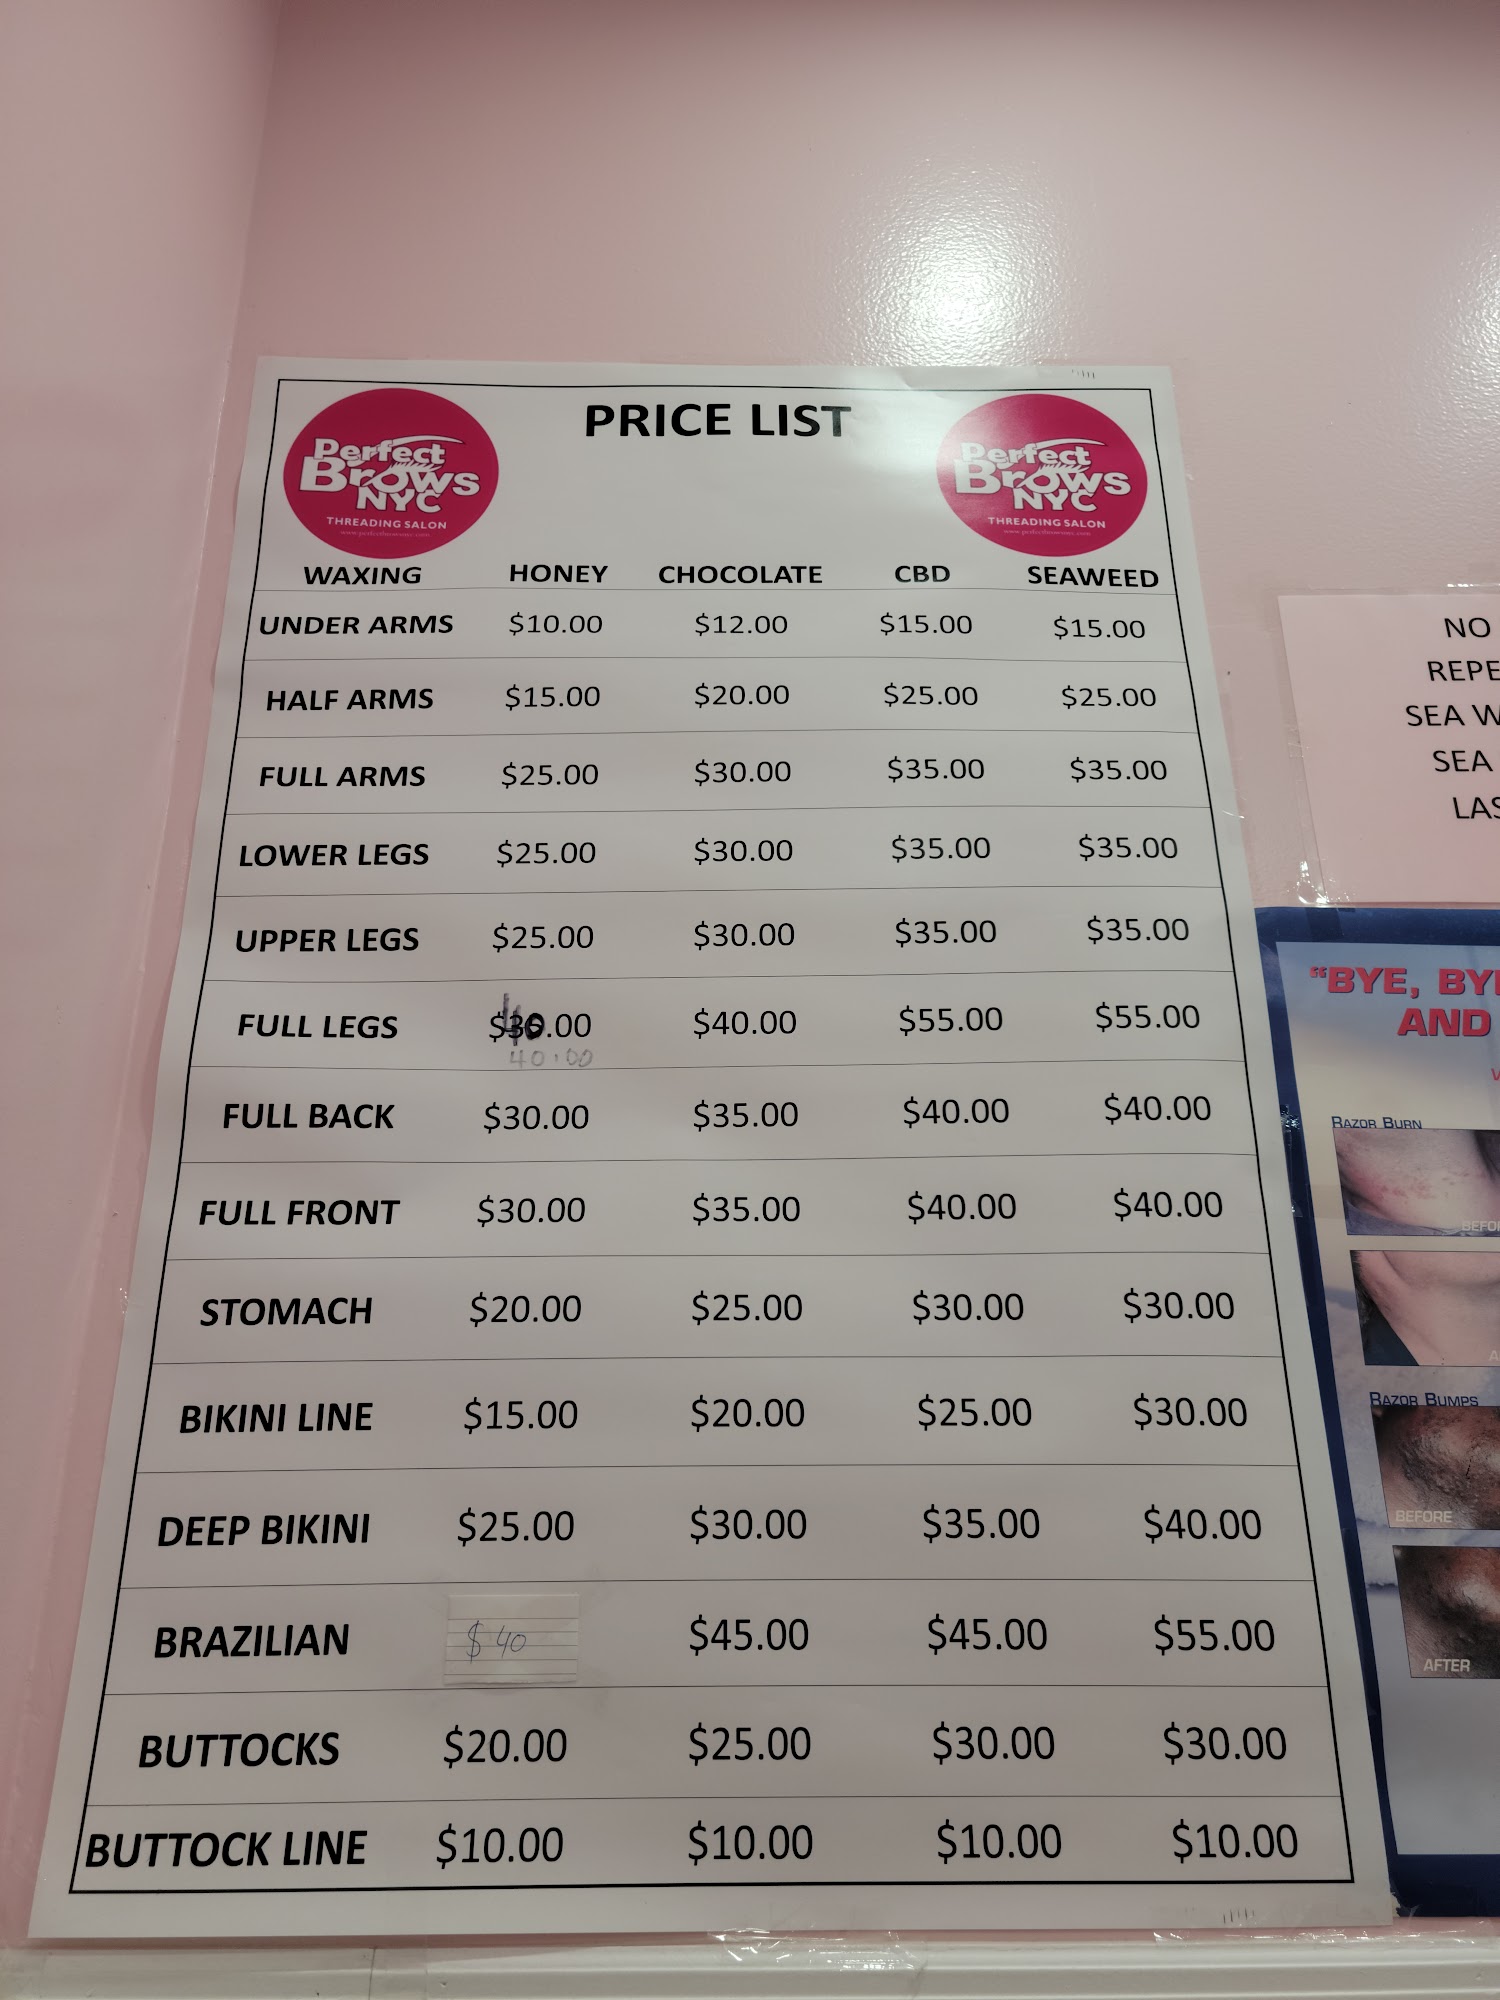 PRICE LIST
Perfect
Brows
NYC
THREADING SALON
Perfect
Brows
NYC
THREADING SALON
WAXING HONEY CHOCOLATE CBD SEAWEED
UNDER ARMS $10.00 $12.00 $15.00 $15.00
HALF ARMS $15.00 $20.00 $25.00 $25.00
FULL ARMS $25.00 $30.00 $35.00 $35.00
LOWER LEGS $25.00 $30.00 $35.00 $35.00
UPPER LEGS $25.00 $30.00 $35.00 $35.00
FULL LEGS $40.00 $40.00 $55.00 $55.00
40.00
FULL BACK $30.00 $35.00 $40.00 $40.00
FULL FRONT $30.00 $35.00 $40.00 $40.00
STOMACH $20.00 $25.00 $30.00 $30.00
BIKINI LINE $15.00 $20.00 $25.00 $30.00
DEEP BIKINI $25.00 $30.00 $35.00 $40.00
BRAZILIAN $40 $45.00 $45.00 $55.00
BUTTOCKS $20.00 $25.00 $30.00 $30.00
BUTTOCK LINE $10.00 $10.00 $10.00 $10.00
NO
REPE
SEA W
SEA
LAS
"BYE, BY
AND
RAZOR BURN
BEFO
A
RAZOR BUMPS
BEFORE
AFTER